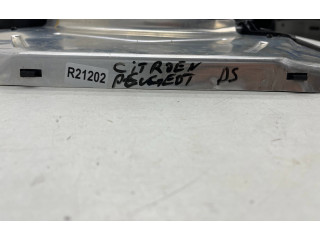 R21202 CITROEN
PEUGEOT DS